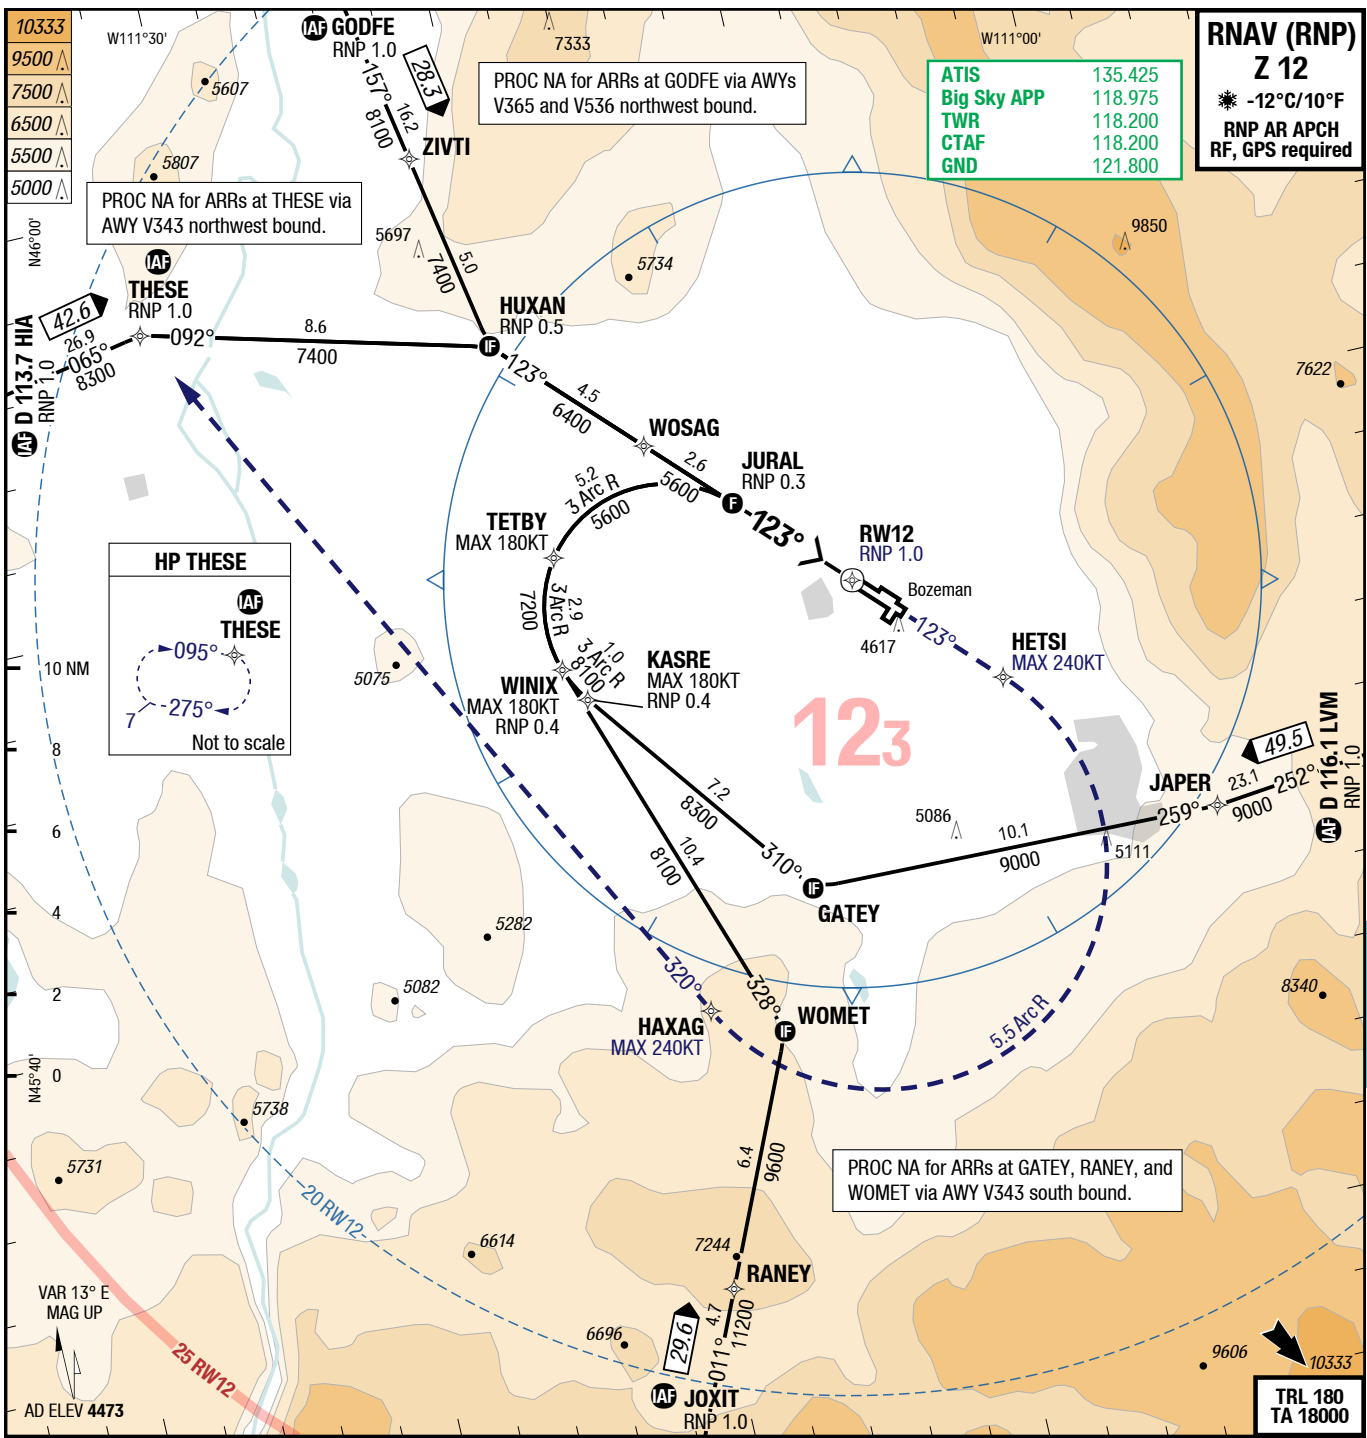 10333
9500
7500
6500
5500
5000
W111°30'
IAF GODFE
RNP 1.0
28.3
157°
16.2
8100
ZIVTI
7333
W111°00'
PROC NA for ARRs at GODFE via AWYs
V365 and V536 northwest bound.
ATIS 135.425
Big Sky APP 118.975
TWR 118.200
CTAF 118.200
GND 121.800
RNAV (RNP)
Z 12
-12°C/10°F
RNP AR APCH
RF, GPS required
5607
5807
PROC NA for ARRs at THESE via
AWY V343 northwest bound.
N46°00'
5697
5.0
7400
5734
9850
IAF
THESE
RNP 1.0
42.6
26.9
065°
8300
IAF D 113.7 HIA
RNP 1.0
092°
8.6
7400
HUXAN
RNP 0.5
IF
123°
4.5
6400
WOSAG
2.6
5600
JURAL
RNP 0.3
F
7622
5.2
3 Arc R
5600
TETBY
MAX 180KT
123°
RW12
RNP 1.0
Bozeman
4617
123°
HETSI
MAX 240KT
HP THESE
IAF
THESE
095°
275°
7
Not to scale
2.9
3 Arc R
7200
1.0
3 Arc R
8100
KASRE
MAX 180KT
RNP 0.4
WINIX
MAX 180KT
RNP 0.4
5075
10 NM
8
6
4
2
0
123
7.2
8300
310°
IF
GATEY
10.4
8100
328°
5086
10.1
9000
5111
259°
JAPER
23.1
9000
252°
49.5
IAF D 116.1 LVM
RNP 1.0
5282
5082
320°
HAXAG
MAX 240KT
IF
WOMET
5.5 Arc R
8340
N45°40'
5738
5731
20 RW12
6.4
9600
PROC NA for ARRs at GATEY, RANEY, and
WOMET via AWY V343 south bound.
6614
7244
RANEY
4.7
11200
011°
29.6
6696
IAF JOXIT
RNP 1.0
VAR 13° E
MAG UP
25 RW12
AD ELEV 4473
9606
10333
TRL 180
TA 18000